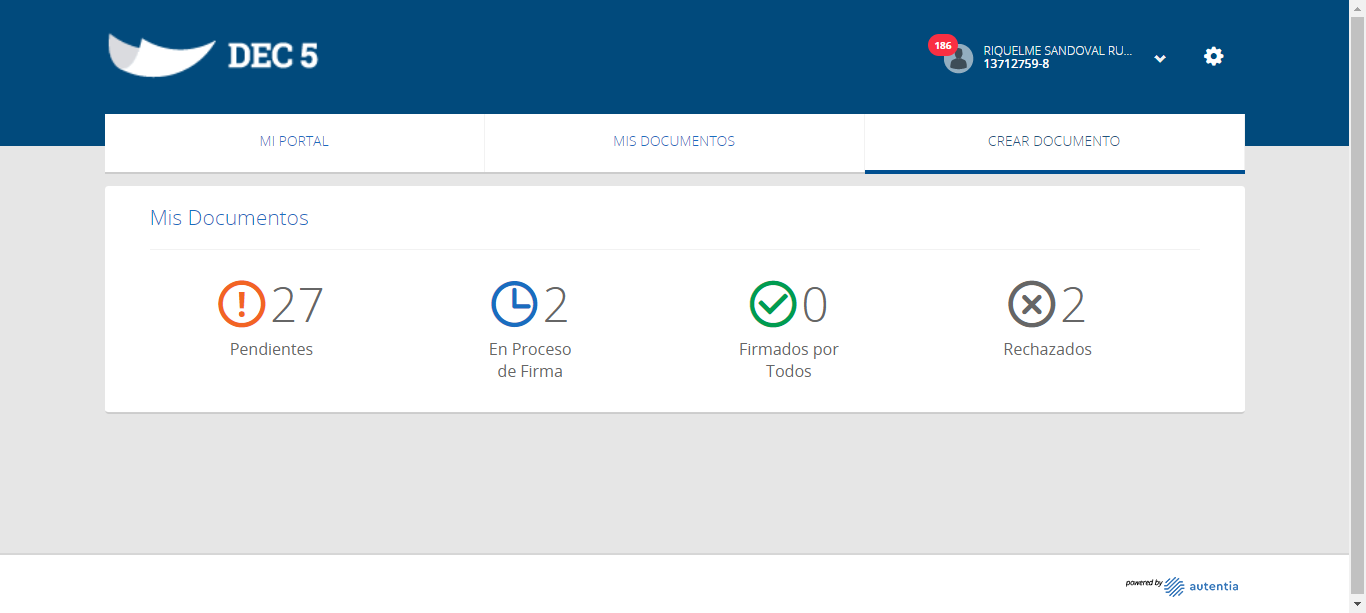 DEC 5
186
RIQUELME SANDOVAL RU...
13712759-8
MI PORTAL
MIS DOCUMENTOS
CREAR DOCUMENTO
Mis Documentos
27
Pendientes
2
En Proceso
de Firma
0
Firmados por
Todos
2
Rechazados
powered by autentia